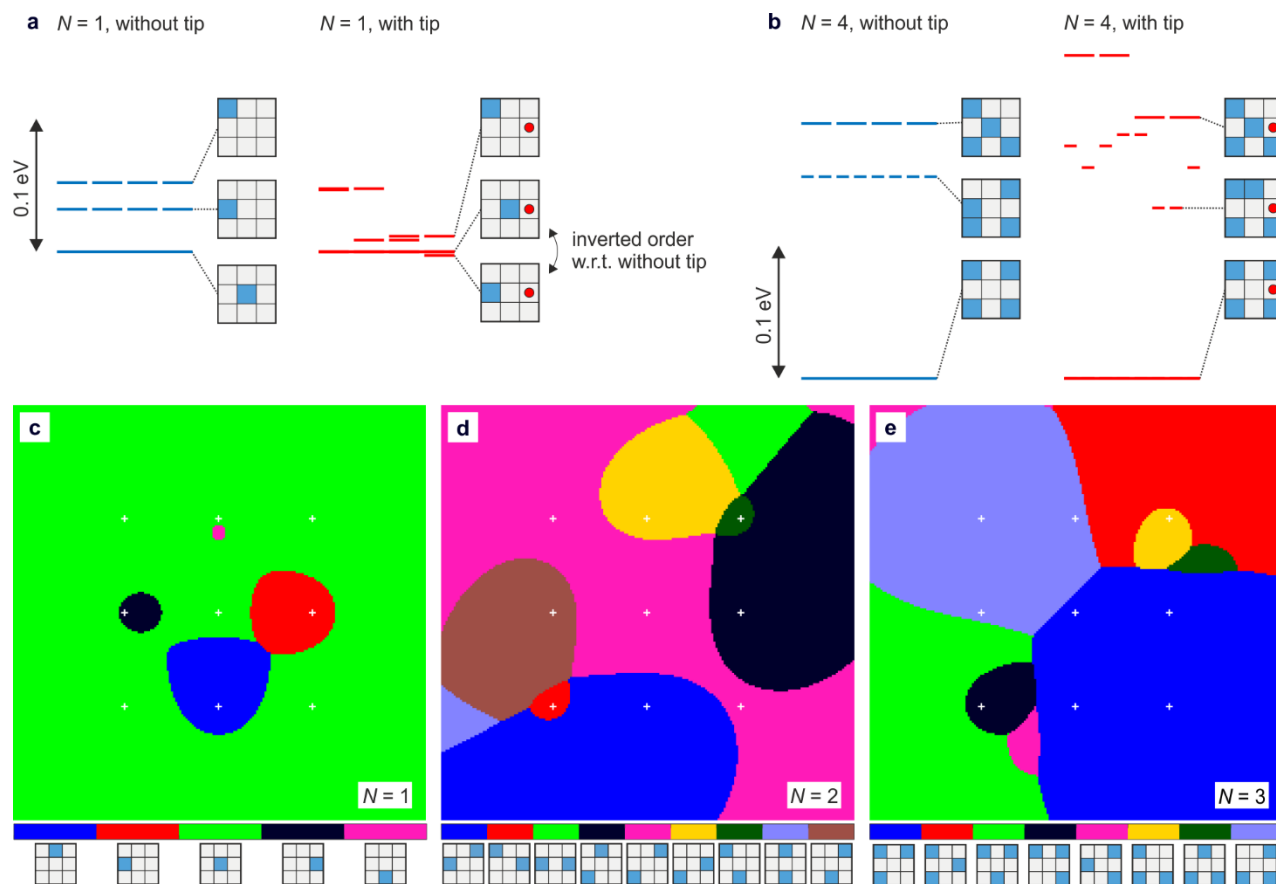 a N = 1, without tip
N = 1, with tip
0.1 eV
inverted order
w.r.t. without tip
b N = 4, without tip
N = 4, with tip
0.1 eV
c
N = 1
d
N = 2
e
N = 3